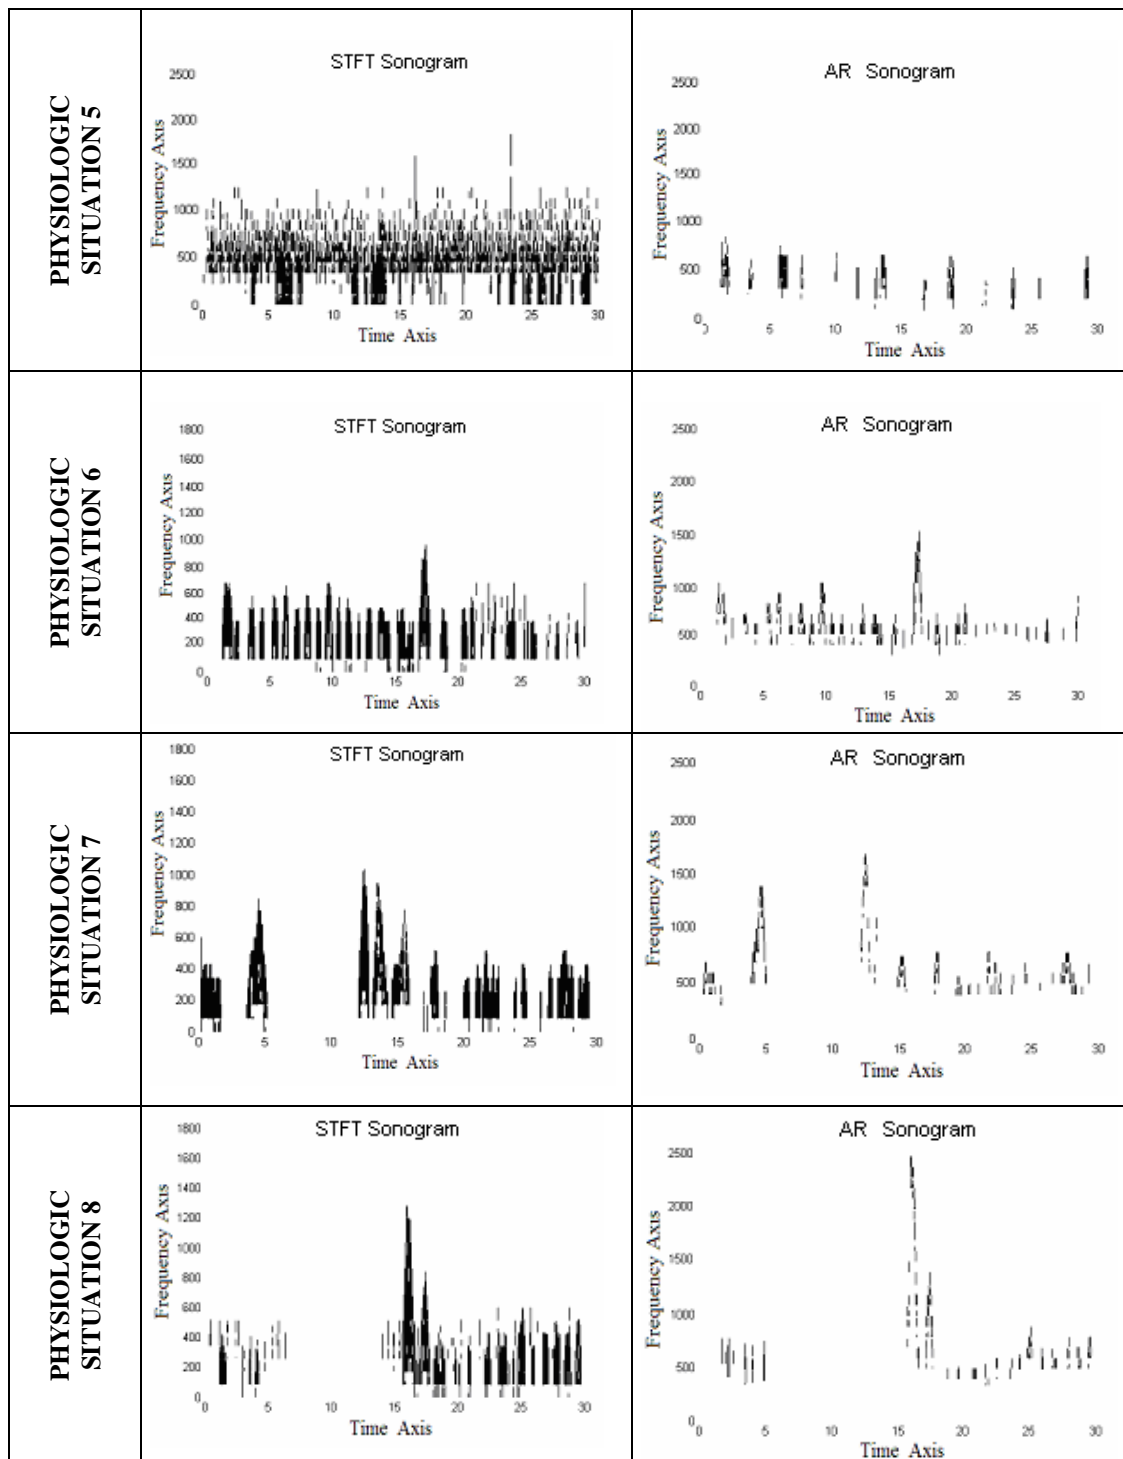 PHYSIOLOGIC
SITUATION 5
STFT Sonogram
Frequency Axis
2500
2000
1500
1000
500
0
0 5 10 15 20 25 30
Time Axis
AR Sonogram
Frequency Axis
2500
2000
1500
1000
500
0
5 10 15 20 25 30
Time Axis
PHYSIOLOGIC
SITUATION 6
STFT Sonogram
Frequency Axis
1800
1600
1400
1200
1000
800
600
400
200
0
0 5 10 15 20 25 30
Time Axis
AR Sonogram
Frequency Axis
2500
2000
1500
1000
500
0
0 5 10 15 20 25 30
Time Axis
PHYSIOLOGIC
SITUATION 7
STFT Sonogram
Frequency Axis
1800
1600
1400
1200
1000
800
600
400
200
0
0 5 10 15 20 25 30
Time Axis
AR Sonogram
Frequency Axis
2500
2000
1500
1000
500
0
0 5 10 15 20 25 30
Time Axis
PHYSIOLOGIC
SITUATION 8
STFT Sonogram
Frequency Axis
1800
1600
1400
1200
1000
800
600
400
200
0
0 5 10 15 20 25 30
Time Axis
AR Sonogram
Frequency Axis
2500
2000
1500
1000
500
0
0 5 10 15 20 25 30
Time Axis